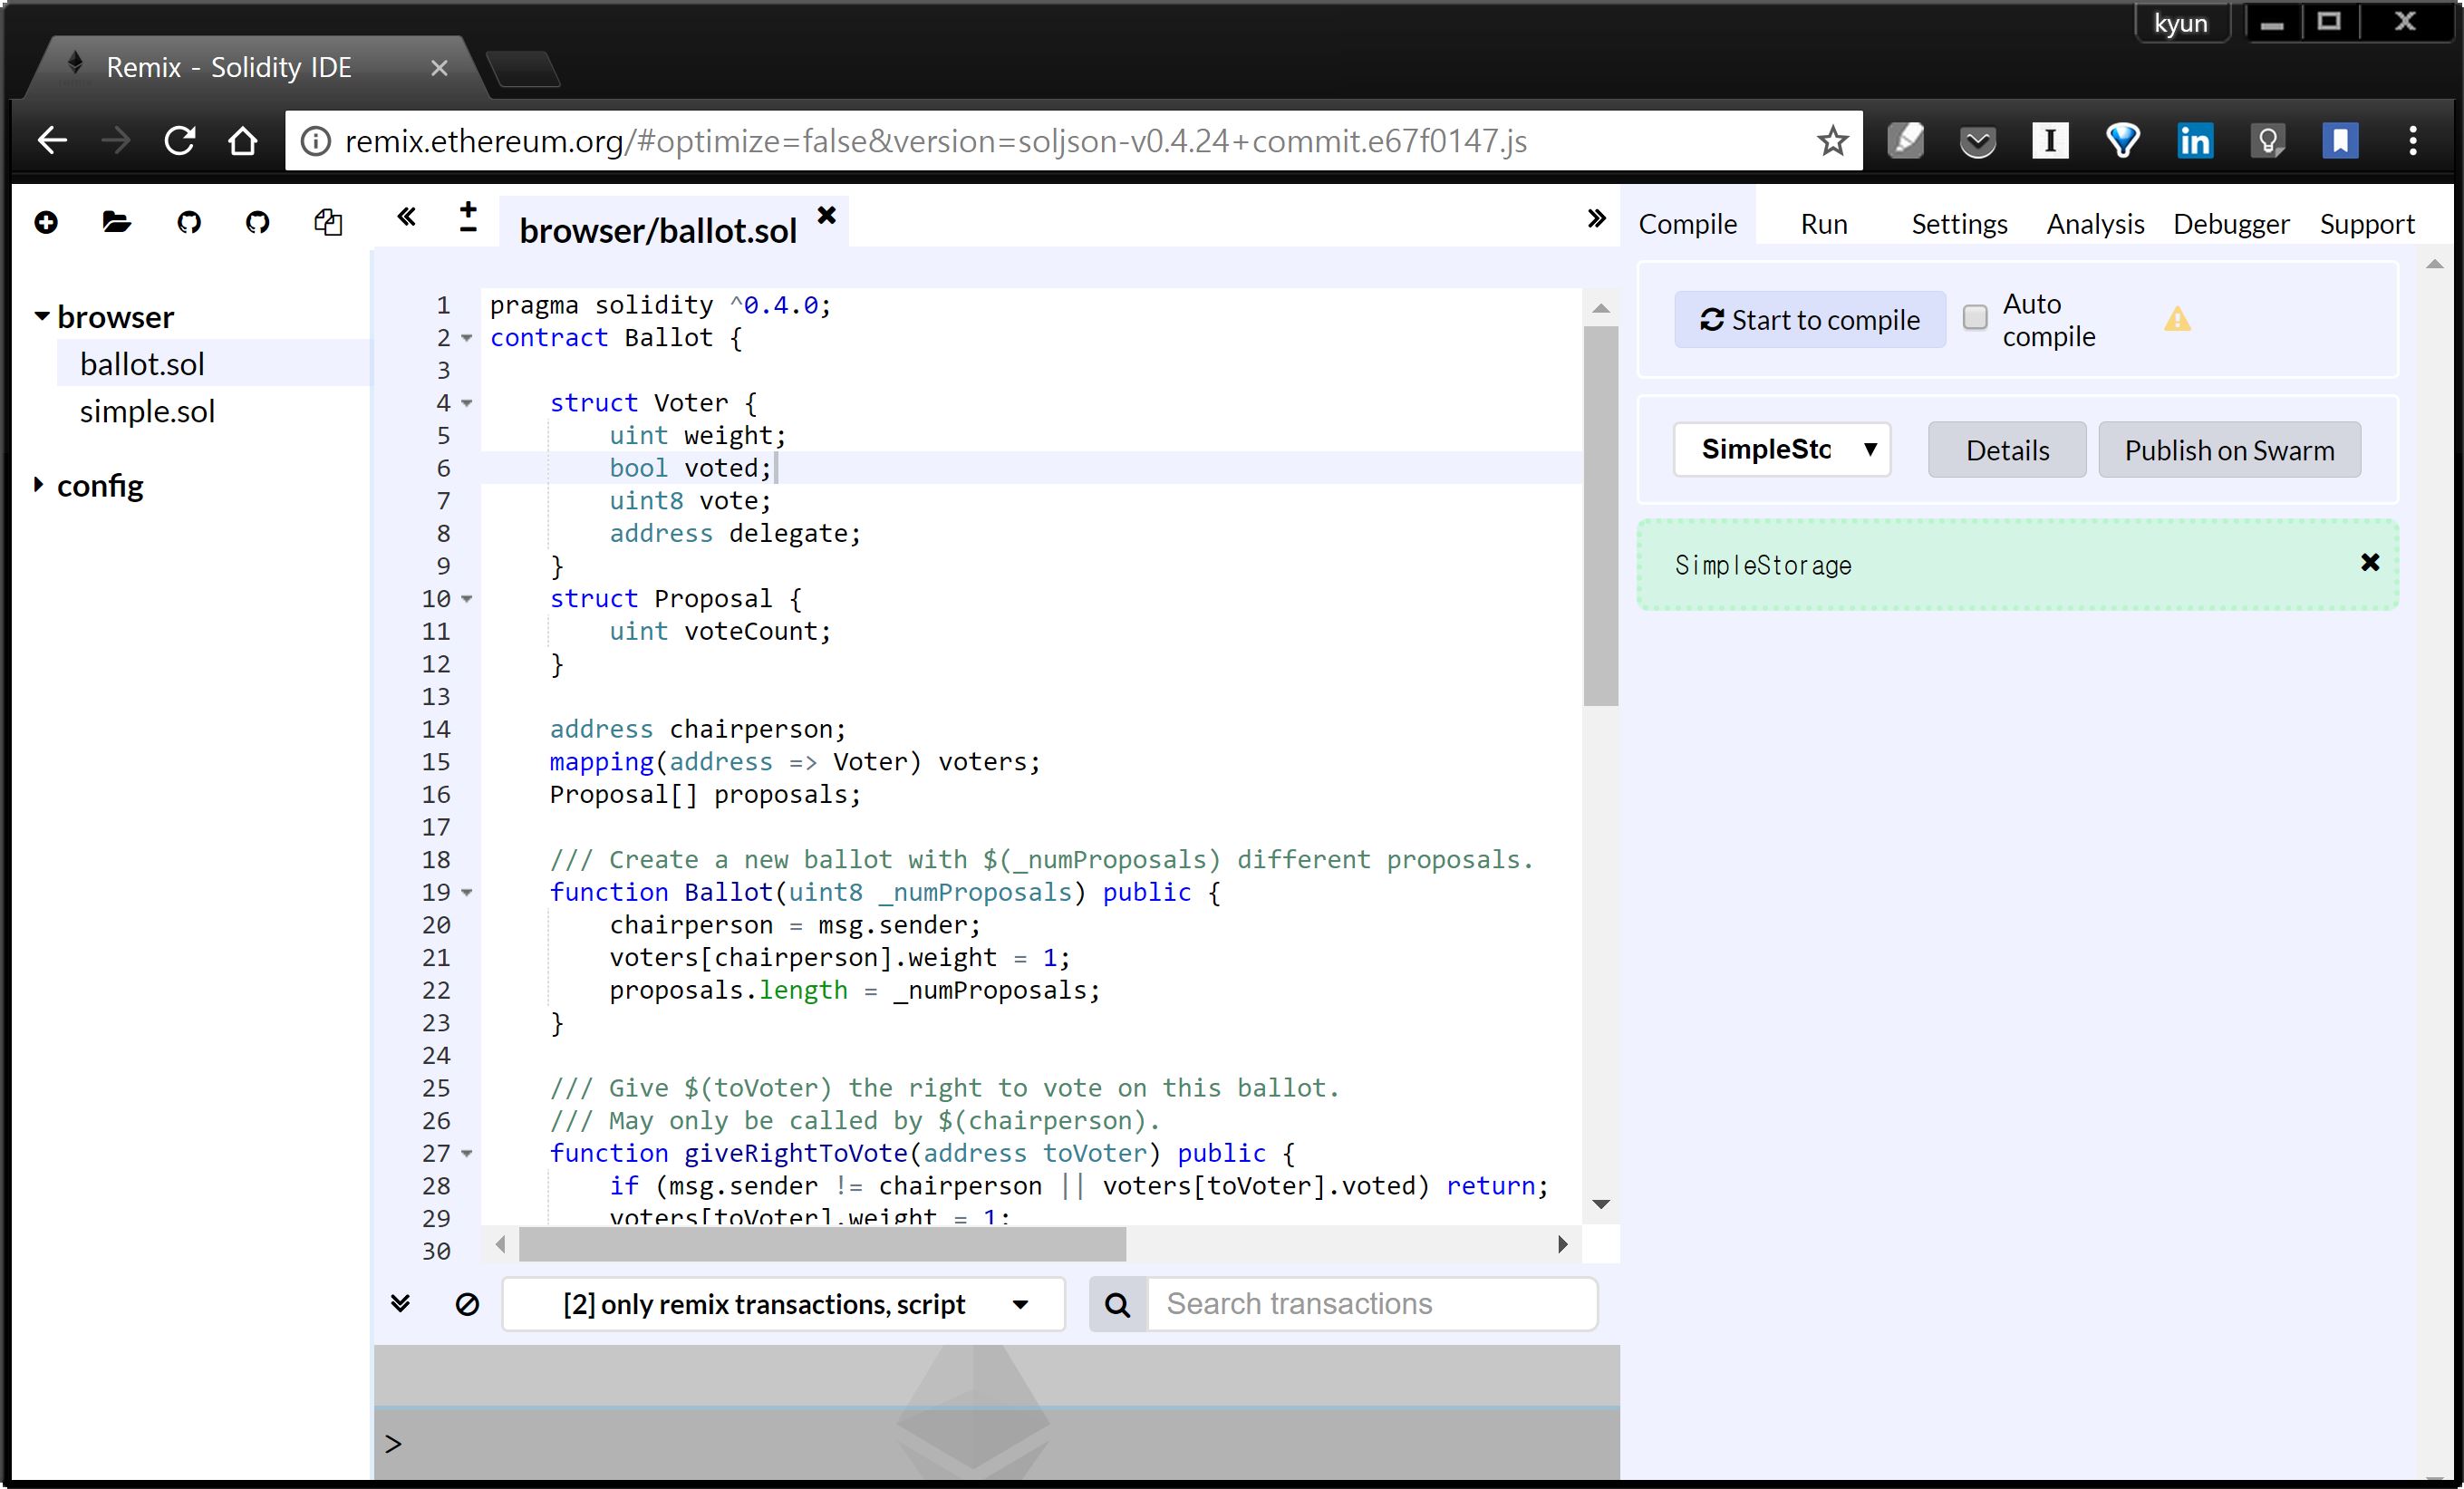 kyun
Remix - Solidity IDE
remix.ethereum.org/#optimize=false&version=soljson-v0.4.24+commit.e67f0147.js
browser
ballot.sol
simple.sol
config
browser/ballot.sol
1 pragma solidity ^0.4.0;
2 contract Ballot {
3
4 struct Voter {
5 uint weight;
6 bool voted;
7 uint8 vote;
8 address delegate;
9 }
10 struct Proposal {
11 uint voteCount;
12 }
13
14 address chairperson;
15 mapping(address => Voter) voters;
16 Proposal[] proposals;
17
18 /// Create a new ballot with $(_numProposals) different proposals.
19 function Ballot(uint8 _numProposals) public {
20 chairperson = msg.sender;
21 voters[chairperson].weight = 1;
22 proposals.length = _numProposals;
23 }
24
25 /// Give $(toVoter) the right to vote on this ballot.
26 /// May only be called by $(chairperson).
27 function giveRightToVote(address toVoter) public {
28 if (msg.sender != chairperson || voters[toVoter].voted) return;
29 voters[toVoter].weight = 1;
30
[2] only remix transactions, script
Search transactions
>
Compile Run Settings Analysis Debugger Support
Start to compile
Auto
compile
SimpleSto
Details
Publish on Swarm
SimpleStorage